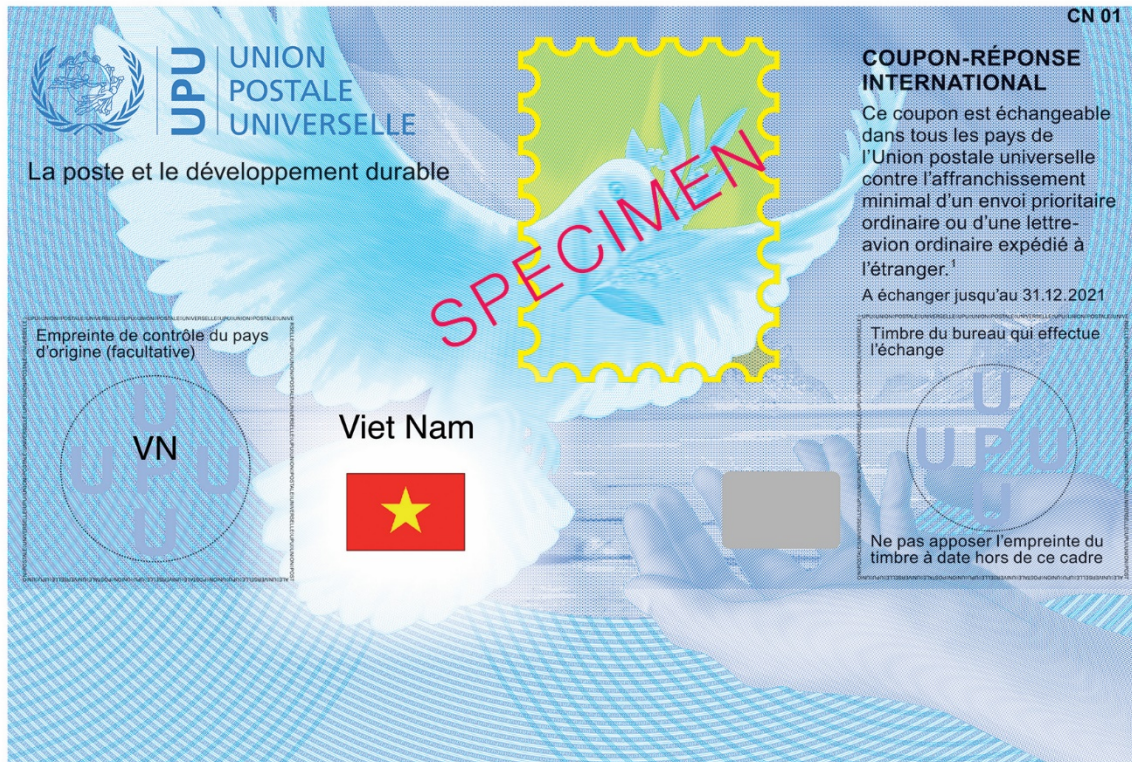 CN 01
UPU
UNION
POSTALE
UNIVERSELLE
La poste et le développement durable
SPECIMEN
COUPON-RÉPONSE
INTERNATIONAL
Ce coupon est échangeable
dans tous les pays de
l’Union postale universelle
contre l’affranchissement
minimal d’un envoi prioritaire
ordinaire ou d’une lettre-
avion ordinaire expédié à
l’étranger.¹
A échanger jusqu’au 31.12.2021
Empreinte de contrôle du pays
d’origine (facultative)
U
UPU
U
VN
Viet Nam
Timbre du bureau qui effectue
l’échange
U
UPU
U
Ne pas apposer l’empreinte du
timbre à date hors de ce cadre